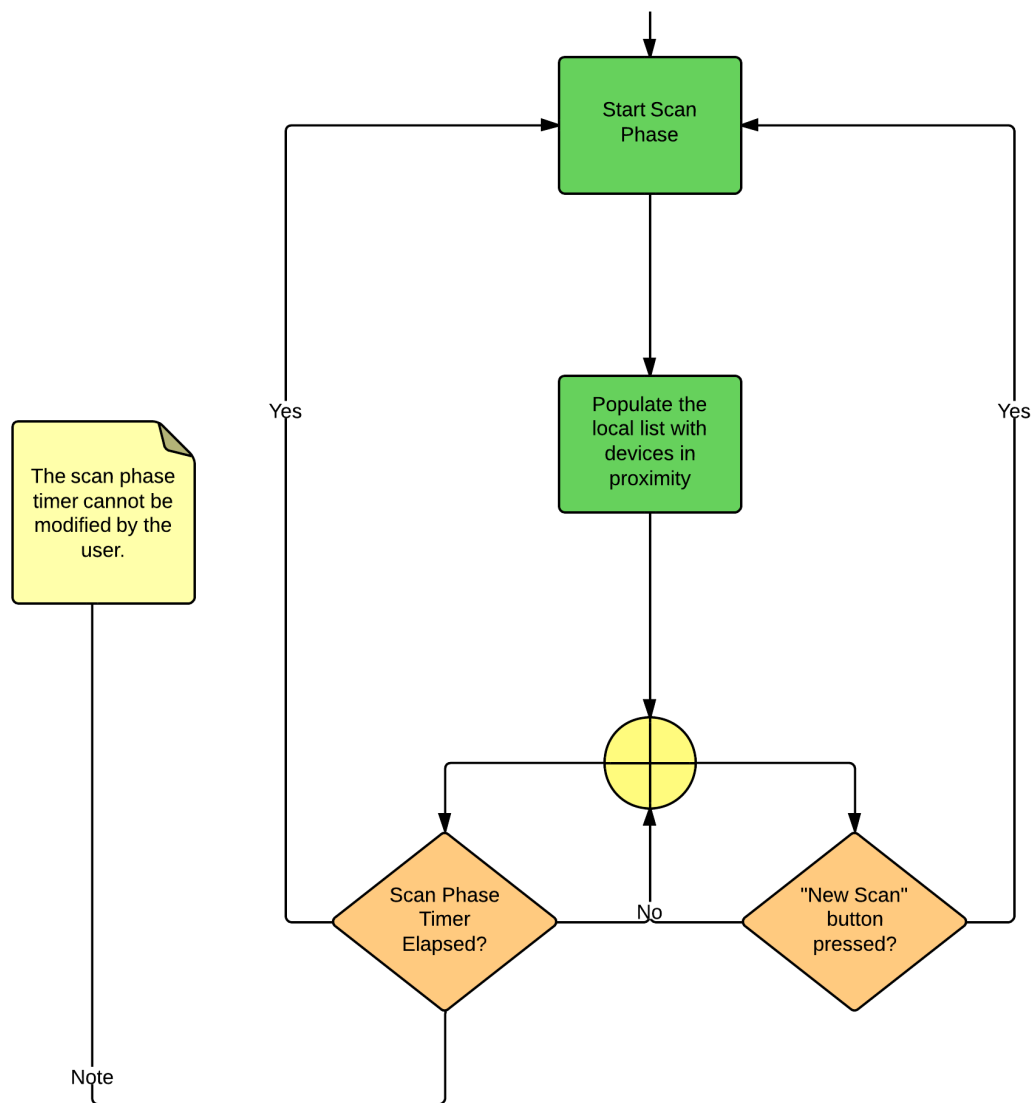 Start Scan
Phase
Yes
Yes
Populate the
local list with
devices in
proximity
The scan phase
timer cannot be
modified by the
user.
Scan Phase
Timer
Elapsed?
No
"New Scan"
button
pressed?
Note